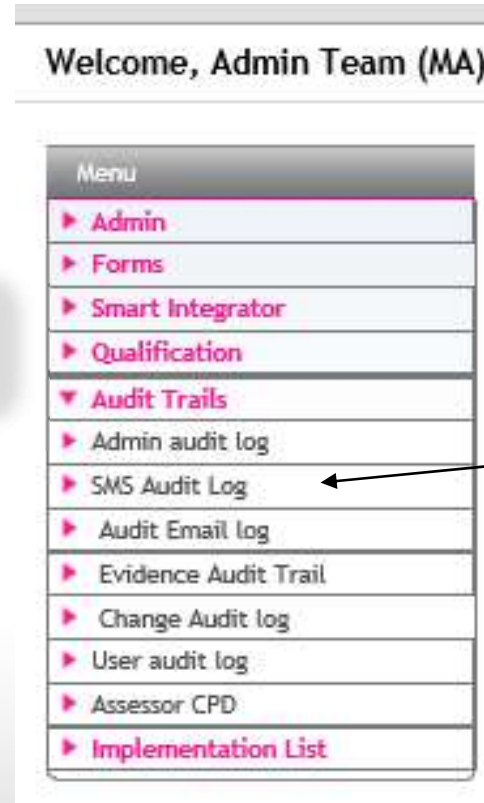 Welcome, Admin Team (MA)
Menu
Admin
Forms
Smart Integrator
Qualification
Audit Trails
Admin audit log
SMS Audit Log
Audit Email log
Evidence Audit Trail
Change Audit log
User audit log
Assessor CPD
Implementation List